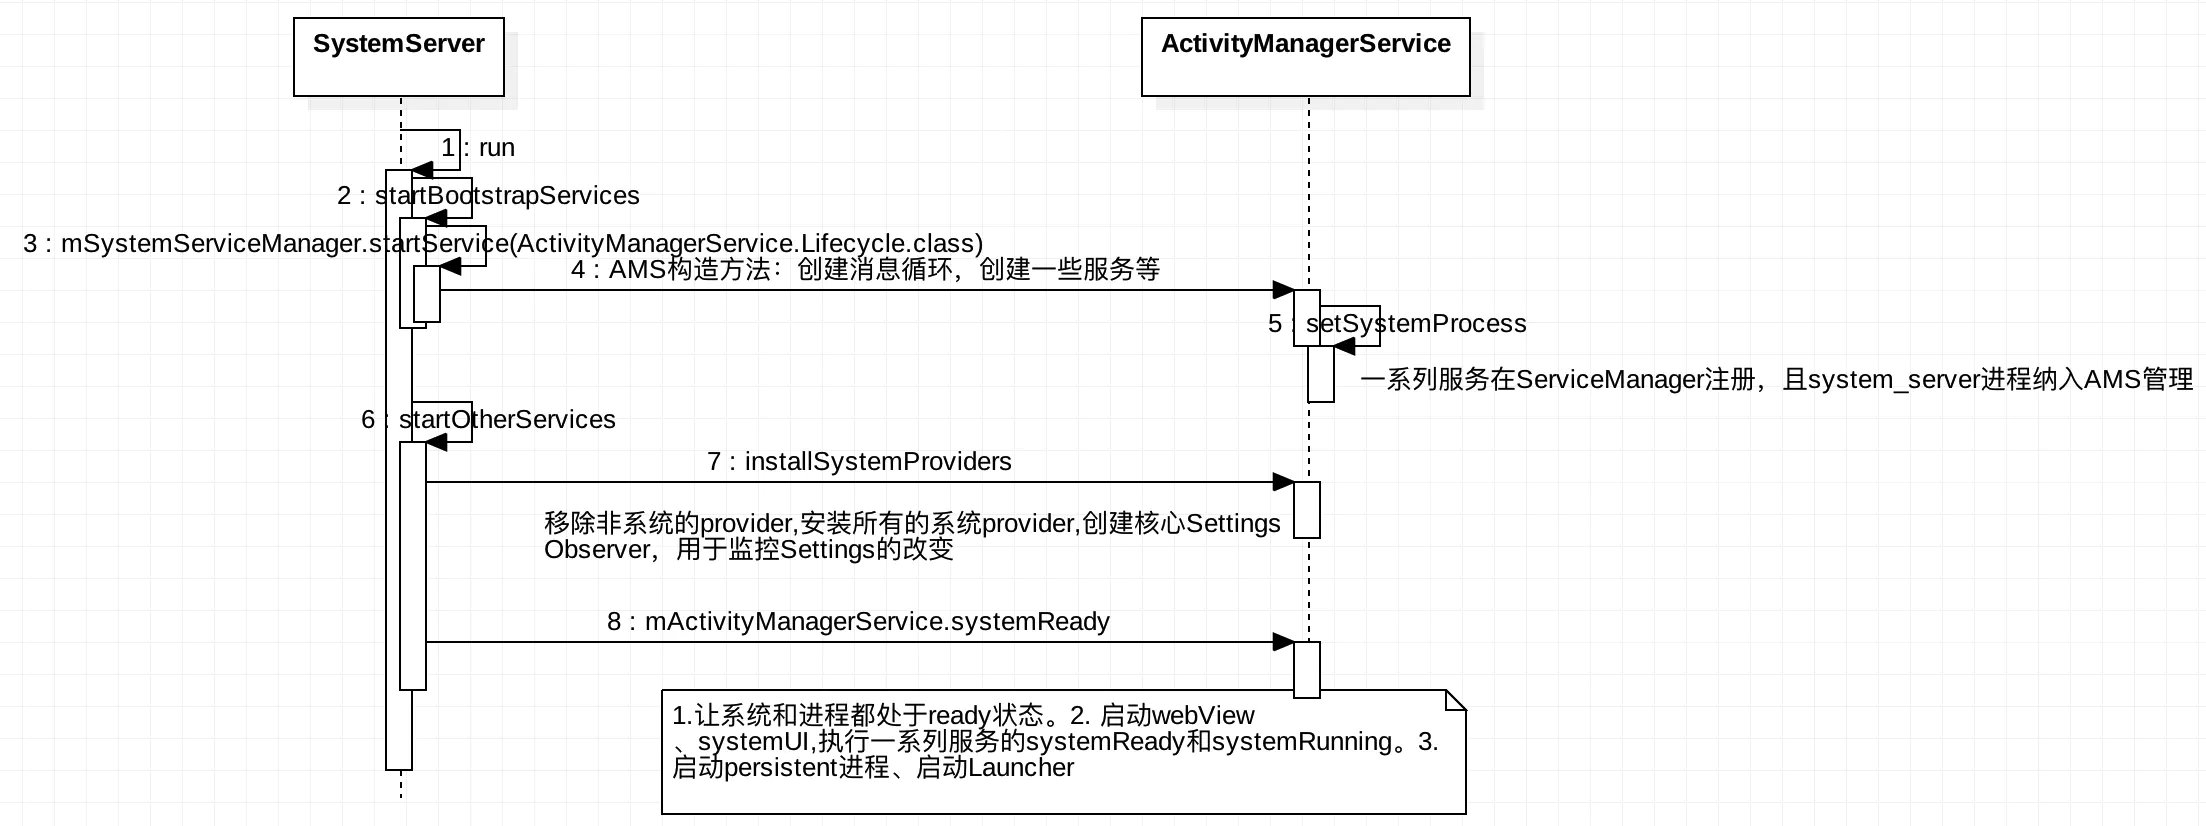 SystemServer
ActivityManagerService
1 : run
2 : startBootstrapServices
3 : mSystemServiceManager.startService(ActivityManagerService.Lifecycle.class)
4 : AMS构造方法：创建消息循环，创建一些服务等
5 : setSystemProcess
一系列服务在ServiceManager注册，且system_server进程纳入AMS管理
6 : startOtherServices
7 : installSystemProviders
移除非系统的provider,安装所有的系统provider,创建核心Settings
Observer，用于监控Settings的改变
8 : mActivityManagerService.systemReady
1.让系统和进程都处于ready状态。2. 启动webView
、systemUI,执行一系列服务的systemReady和systemRunning。3.
启动persistent进程、启动Launcher